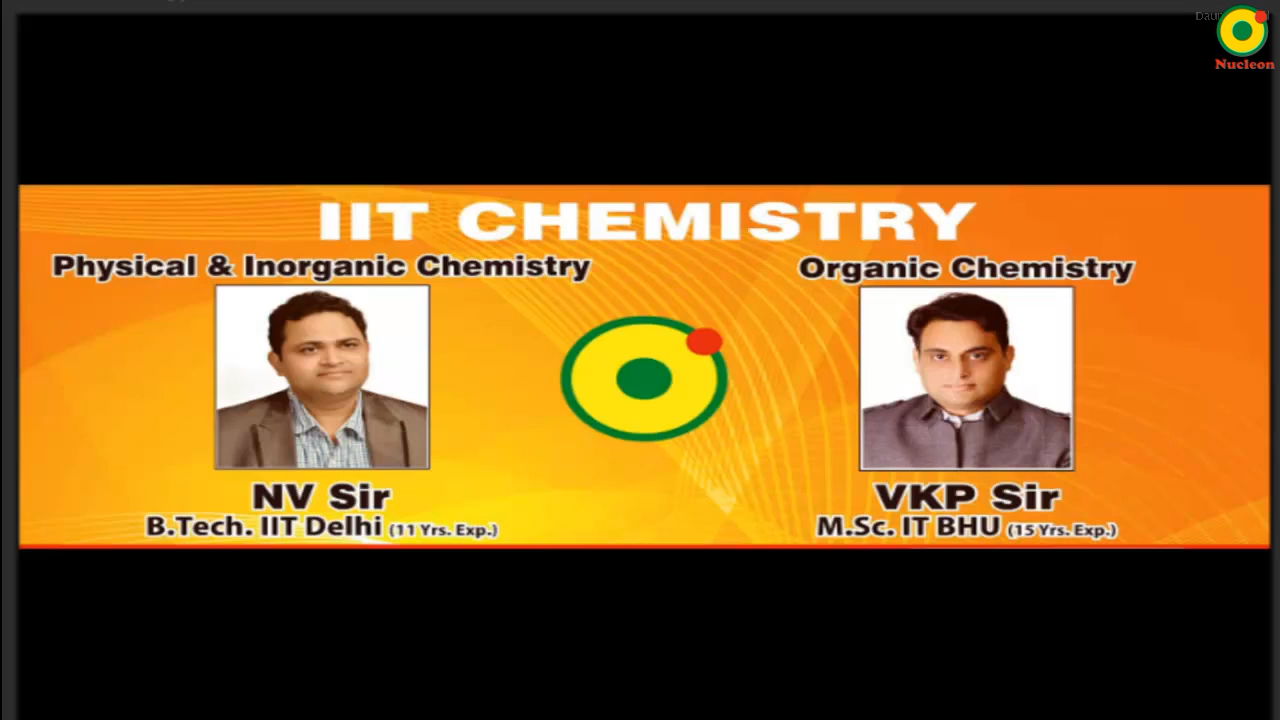 Nucleon
IIT CHEMISTRY
Physical & Inorganic Chemistry
Organic Chemistry
NV Sir
B.Tech. IIT Delhi (11 Yrs. Exp.)
VKP Sir
M.Sc. IT BHU (15 Yrs. Exp.)